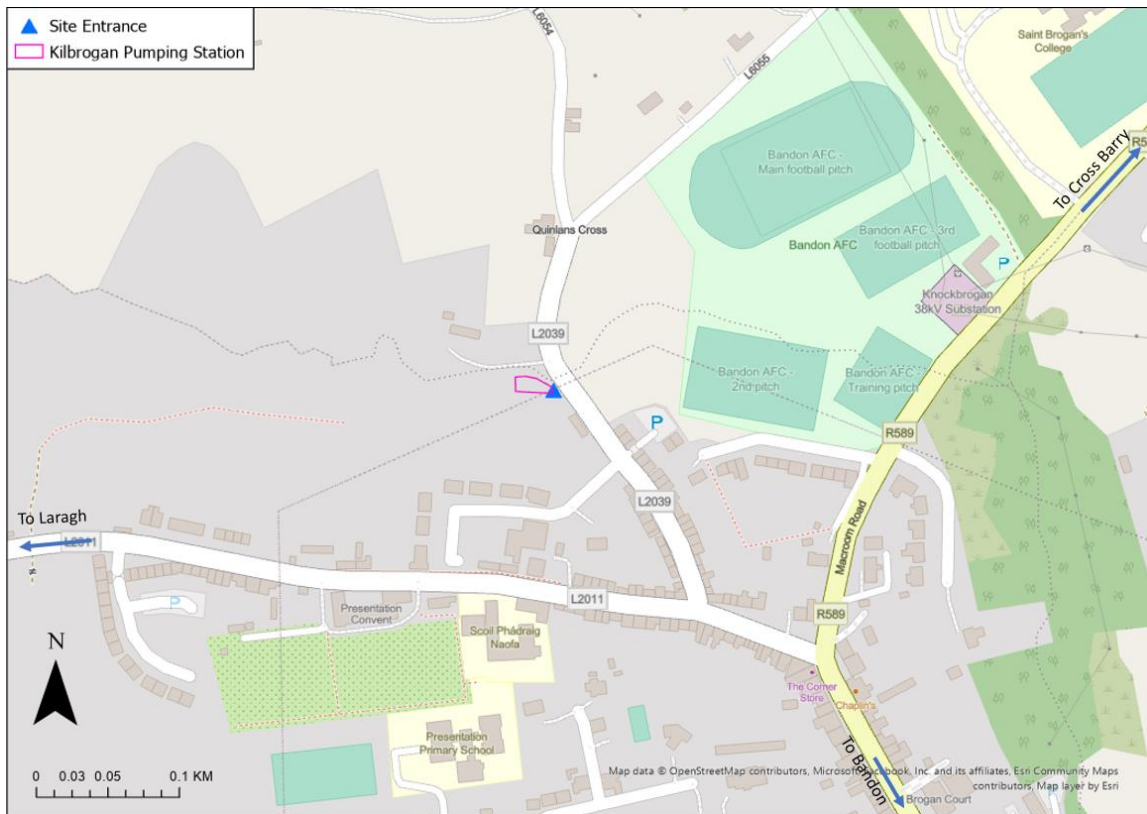 Site Entrance
Kilbrogan Pumping Station
L6054
L6055
Saint Brogan's
College
To Cross Barry
Bandon AFC -
Main football pitch
Quinlans Cross
Bandon AFC - 3rd
football pitch
Bandon AFC
P
Knockbrogan
38kV Substation
L2039
Bandon AFC -
2nd pitch
Bandon AFC -
Training pitch
P
R589
L2039
To Laragh
L2011
Macroom Road
L2011
R589
P
Presentation
Convent
Scoil Phádraig
Naofa
N
The Corner
Store
Chaplin's
Presentation
Primary School
To Bandon
0 0.03 0.05 0.1 KM
Map data © OpenStreetMap contributors, Microsoft, Facebook, Inc. and its affiliates, Esri Community Maps
contributors, Map layer by Esri
Brogan Court